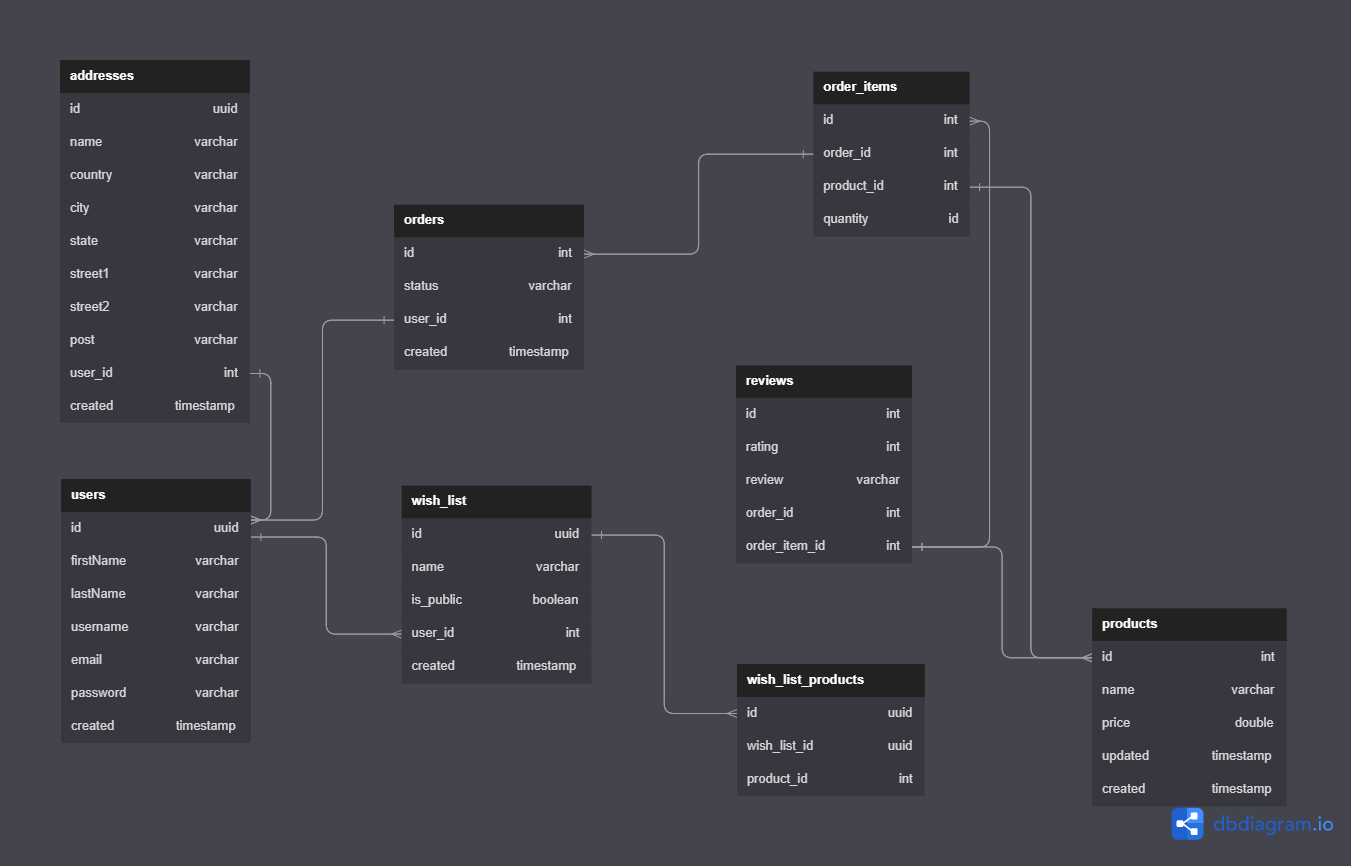 addresses
id uuid
name varchar
country varchar
city varchar
state varchar
street1 varchar
street2 varchar
post varchar
user_id int
created timestamp
users
id uuid
firstName varchar
lastName varchar
username varchar
email varchar
password varchar
created timestamp
orders
id int
status varchar
user_id int
created timestamp
wish_list
id uuid
name varchar
is_public boolean
user_id int
created timestamp
order_items
id int
order_id int
product_id int
quantity id
reviews
id int
rating int
review varchar
order_id int
order_item_id int
wish_list_products
id uuid
wish_list_id uuid
product_id int
products
id int
name varchar
price double
updated timestamp
created timestamp
dbdiagram.io